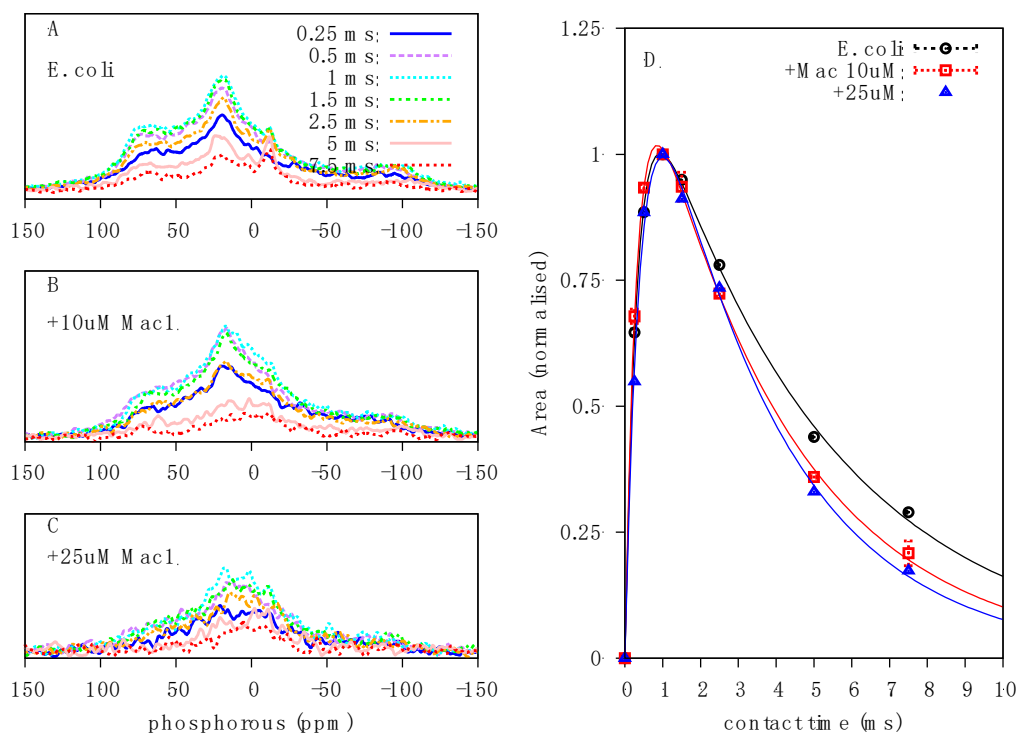 A
E. coli
0.25 ms
0.5 ms
1 ms
1.5 ms
2.5 ms
5 ms
7.5 ms
150 100 50 0 -50 -100 -150
B
+10uM Mac1
150 100 50 0 -50 -100 -150
C
+25uM Mac1
150 100 50 0 -50 -100 -150
phosphorous (ppm)
D
E.coli
+Mac 10uM
+25uM
1.25
1
0.75
0.5
0.25
0
Area (normalised)
0 1 2 3 4 5 6 7 8 9 10
contact time (ms)